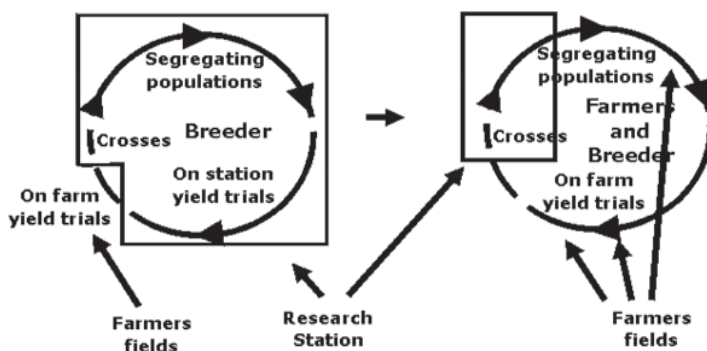 Segregating
populations
Breeder
Crosses
On station
yield trials
On farm
yield trials
Farmers
fields
Research
Station
Segregating
populations
Farmers
and
Breeder
Crosses
On farm
yield trials
Farmers
fields